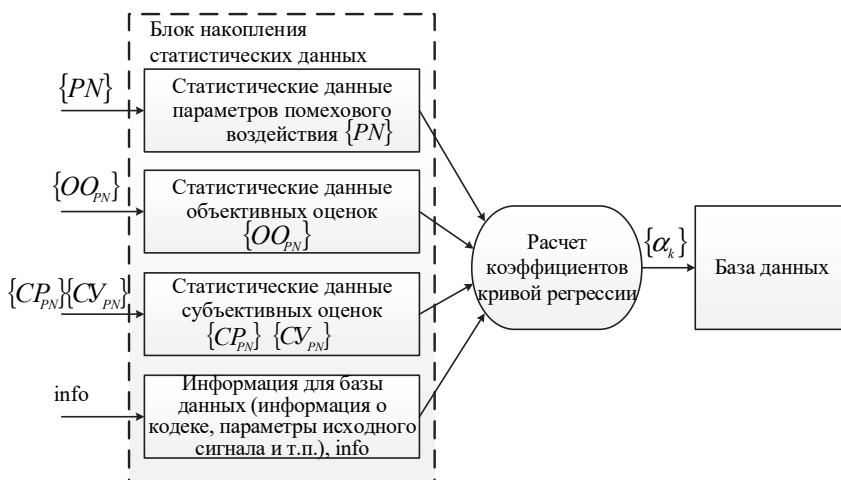 Блок накопления
статистических данных
{PN}
Статистические данные
параметров помехового
воздействия {PN}
{OO_PN}
Статистические данные
объективных оценок
{OO_PN}
{CP_PN}{CУ_PN}
Статистические данные
субъективных оценок
{CP_PN} {CУ_PN}
info
Информация для базы
данных (информация о
кодеке, параметры исходного
сигнала и т.п.), info
Расчет
коэффициентов
кривой регрессии
{α_k}
База данных